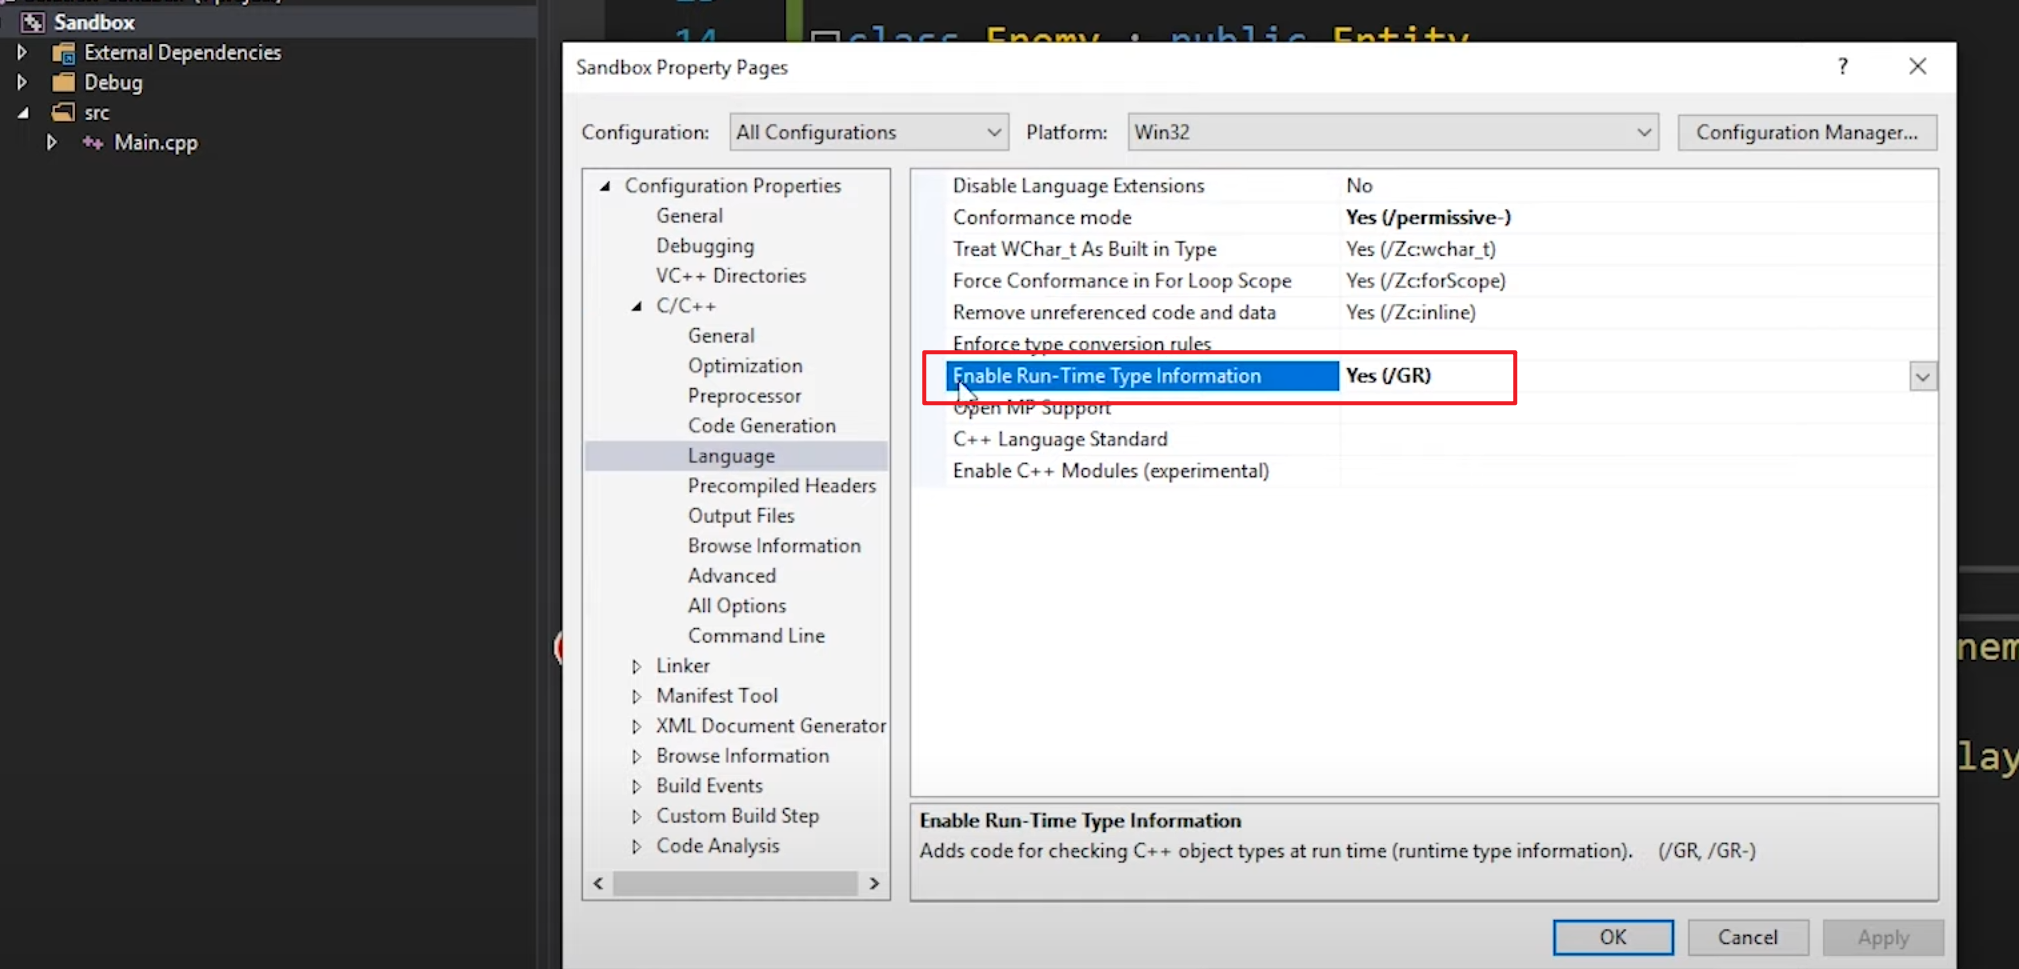 Sandbox
External Dependencies
Debug
src
Main.cpp
14
class Enemy : public Entity
Sandbox Property Pages
?
Configuration:
All Configurations
Platform:
Win32
Configuration Manager...
Configuration Properties
General
Debugging
VC++ Directories
C/C++
General
Optimization
Preprocessor
Code Generation
Language
Precompiled Headers
Output Files
Browse Information
Advanced
All Options
Command Line
Linker
Manifest Tool
XML Document Generator
Browse Information
Build Events
Custom Build Step
Code Analysis
Disable Language Extensions No
Conformance mode Yes (/permissive-)
Treat WChar_t As Built in Type Yes (/Zc:wchar_t)
Force Conformance in For Loop Scope Yes (/Zc:forScope)
Remove unreferenced code and data Yes (/Zc:inline)
Enforce type conversion rules
Enable Run-Time Type Information Yes (/GR)
Open MP Support
C++ Language Standard
Enable C++ Modules (experimental)
Enable Run-Time Type Information
Adds code for checking C++ object types at run time (runtime type information). (/GR, /GR-)
OK
Cancel
Apply
nem
lay